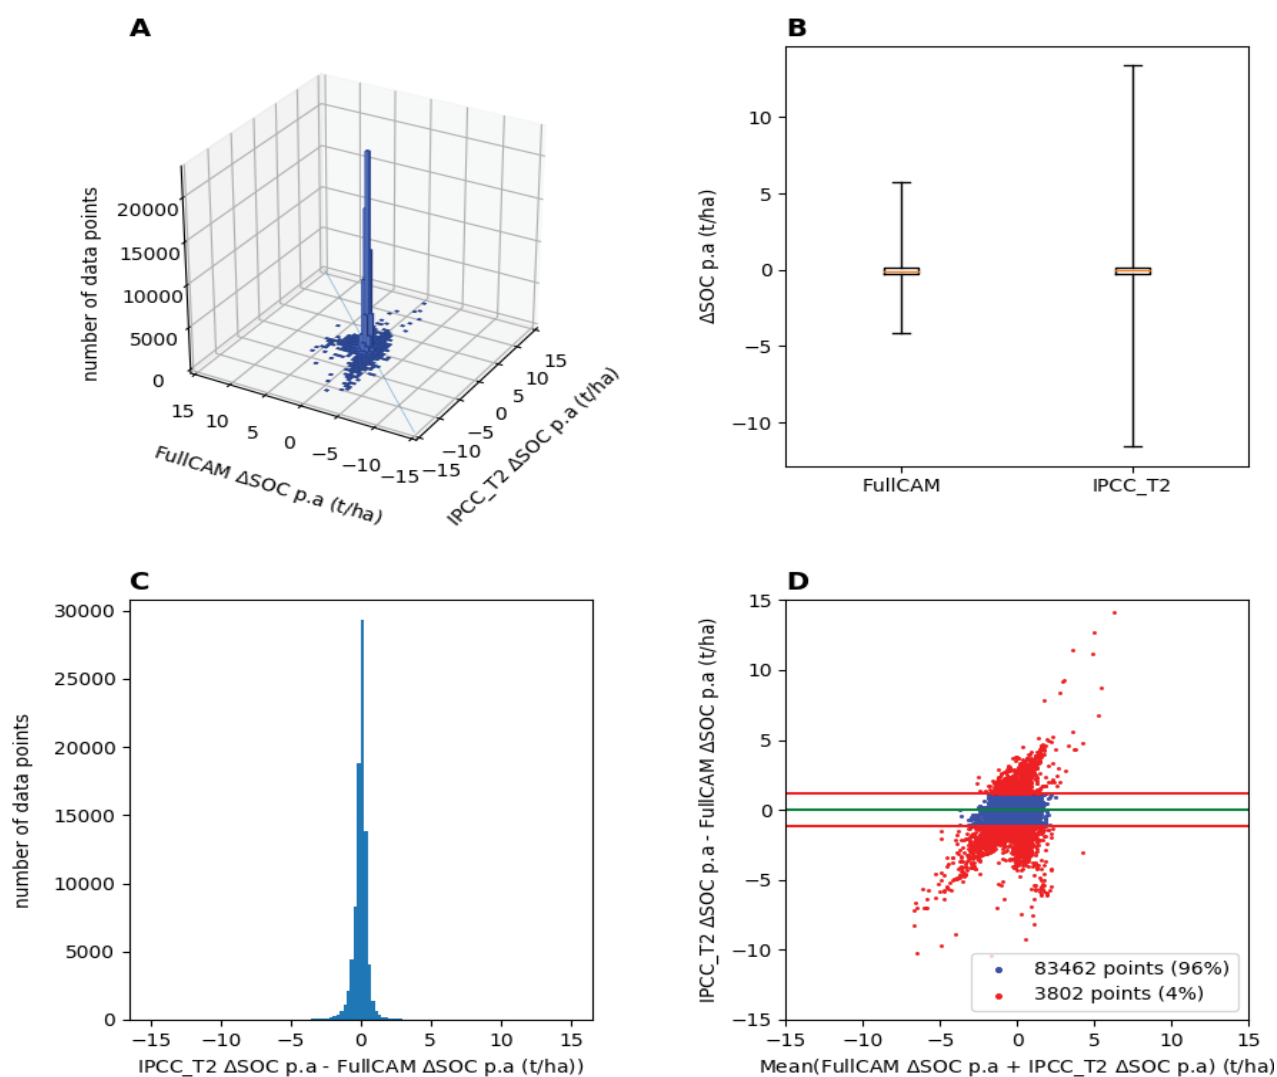 A
number of data points
20000
15000
10000
5000
0
15 10 5 0 −5 −10 −15
FullCAM ΔSOC p.a (t/ha)
−15 −10 −5 0 5 10 15
IPCC_T2 ΔSOC p.a (t/ha)
B
ΔSOC p.a (t/ha)
10
5
0
−5
−10
FullCAM IPCC_T2
C
number of data points
30000
25000
20000
15000
10000
5000
0
−15 −10 −5 0 5 10 15
IPCC_T2 ΔSOC p.a - FullCAM ΔSOC p.a (t/ha))
D
IPCC_T2 ΔSOC p.a - FullCAM ΔSOC p.a (t/ha)
15
10
5
0
−5
−10
−15
83462 points (96%)
3802 points (4%)
−15 −10 −5 0 5 10 15
Mean(FullCAM ΔSOC p.a + IPCC_T2 ΔSOC p.a) (t/ha)